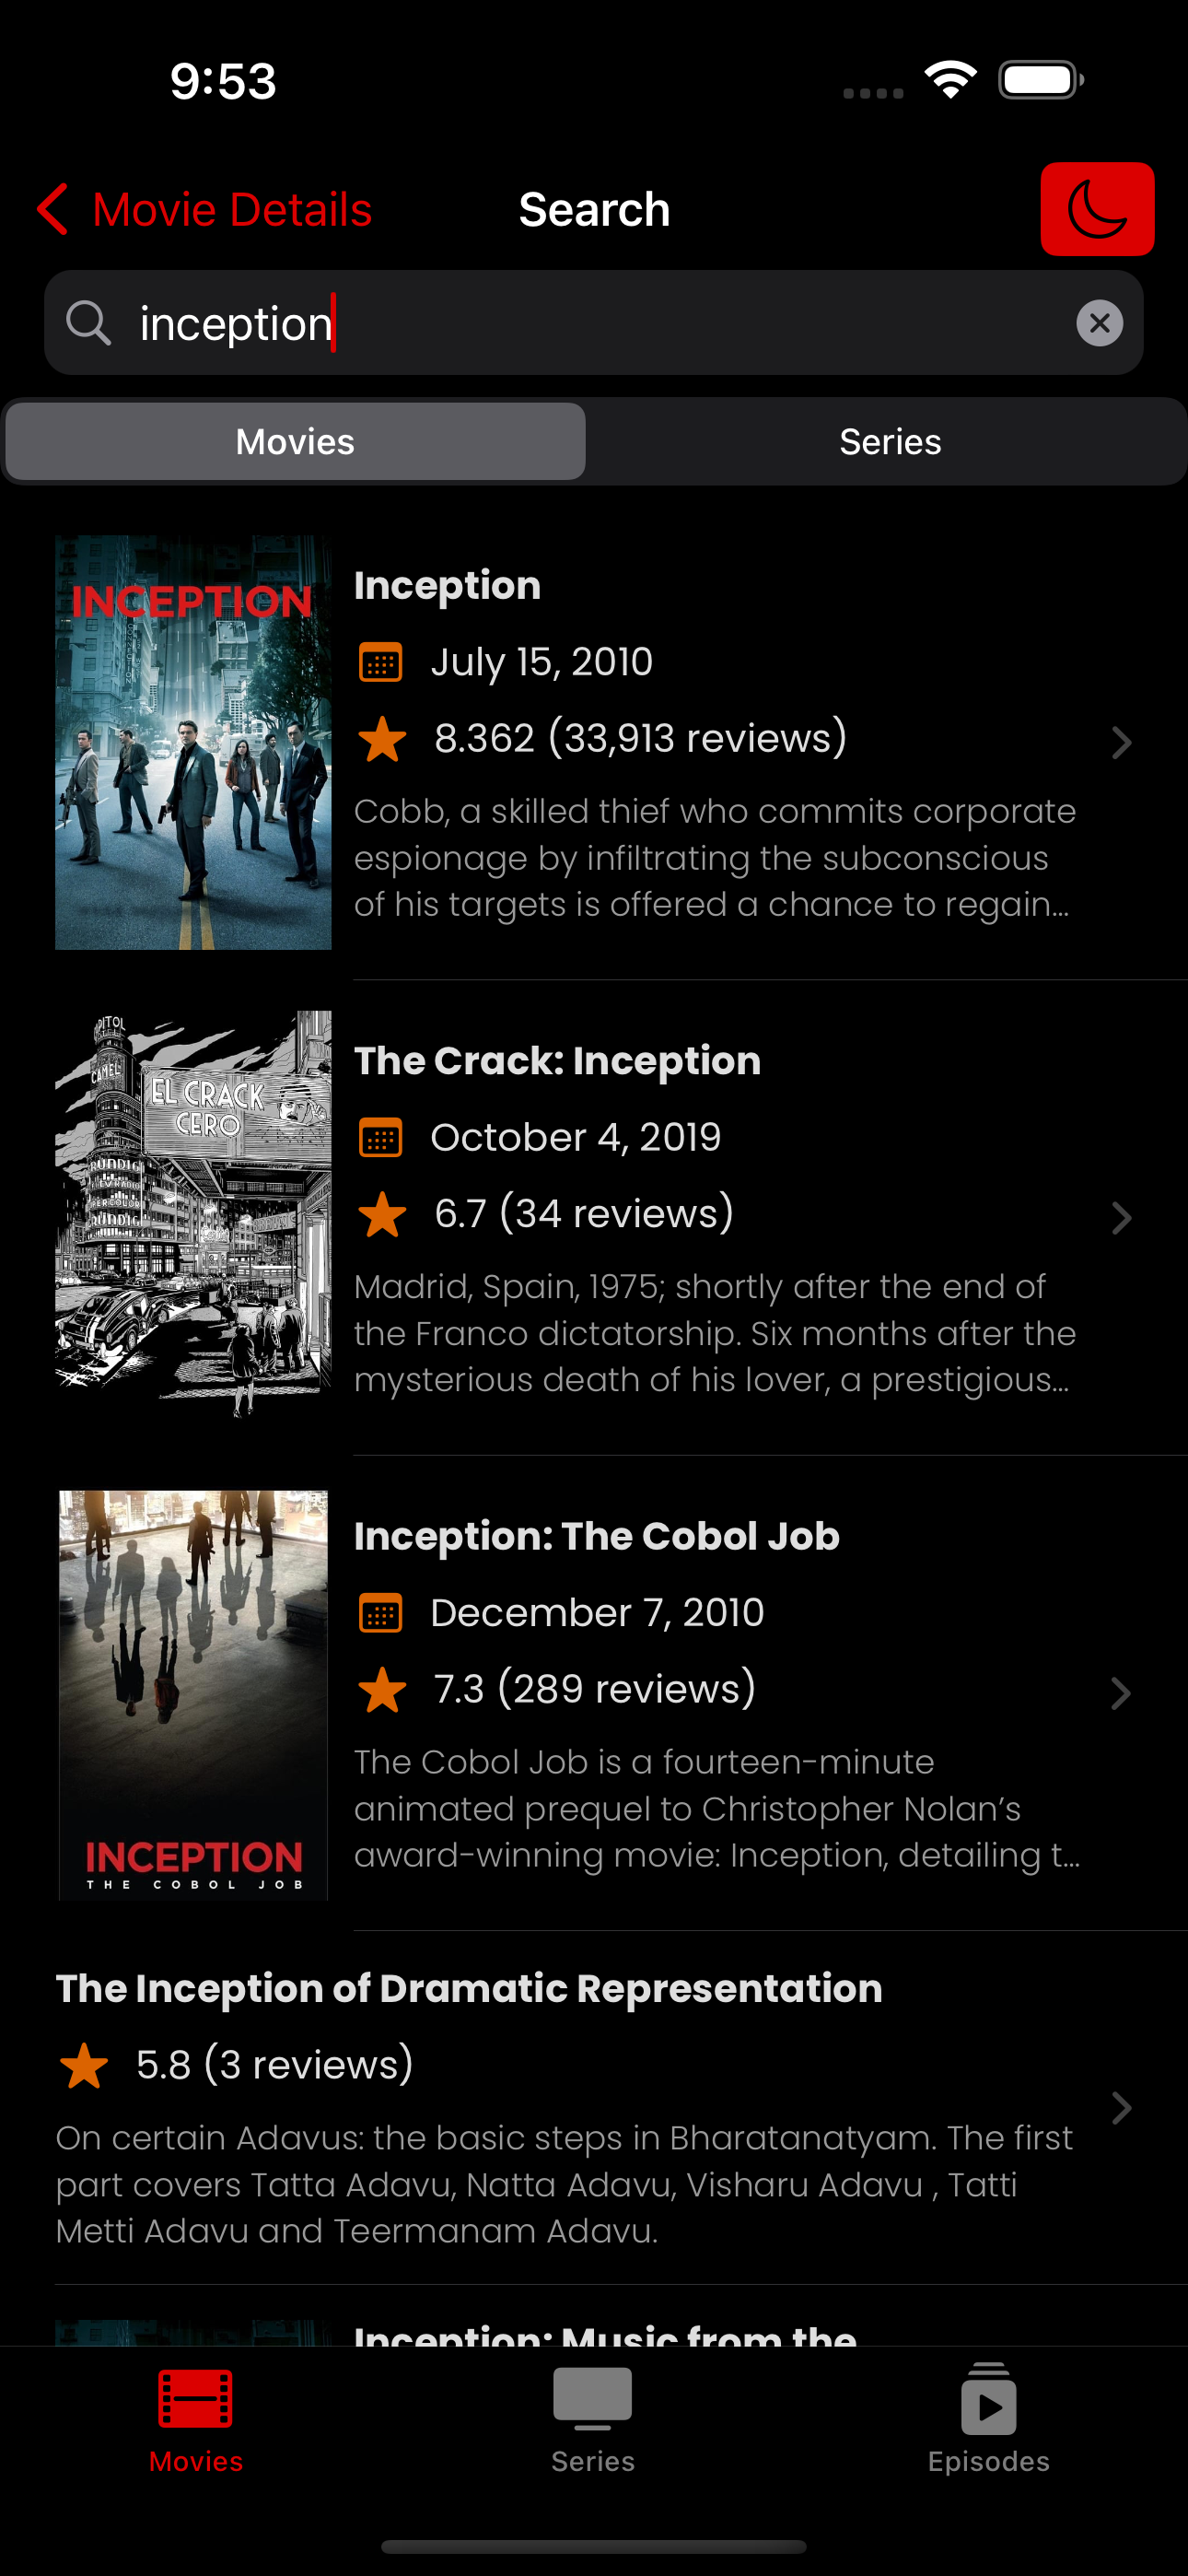 9:53
Movie Details
Search
inception
Movies
Series
INCEPTION
Inception
July 15, 2010
8.362 (33,913 reviews)
Cobb, a skilled thief who commits corporate
espionage by infiltrating the subconscious
of his targets is offered a chance to regain...
CAMEL
EL CRACK
CERO
The Crack: Inception
October 4, 2019
6.7 (34 reviews)
Madrid, Spain, 1975; shortly after the end of
the Franco dictatorship. Six months after the
mysterious death of his lover, a prestigious...
INCEPTION
THE COBOL JOB
Inception: The Cobol Job
December 7, 2010
7.3 (289 reviews)
The Cobol Job is a fourteen-minute
animated prequel to Christopher Nolan’s
award-winning movie: Inception, detailing t...
The Inception of Dramatic Representation
5.8 (3 reviews)
On certain Adavus: the basic steps in Bharatanatyam. The first
part covers Tatta Adavu, Natta Adavu, Visharu Adavu , Tatti
Metti Adavu and Teermanam Adavu.
Inception: Music from the
Movies
Series
Episodes